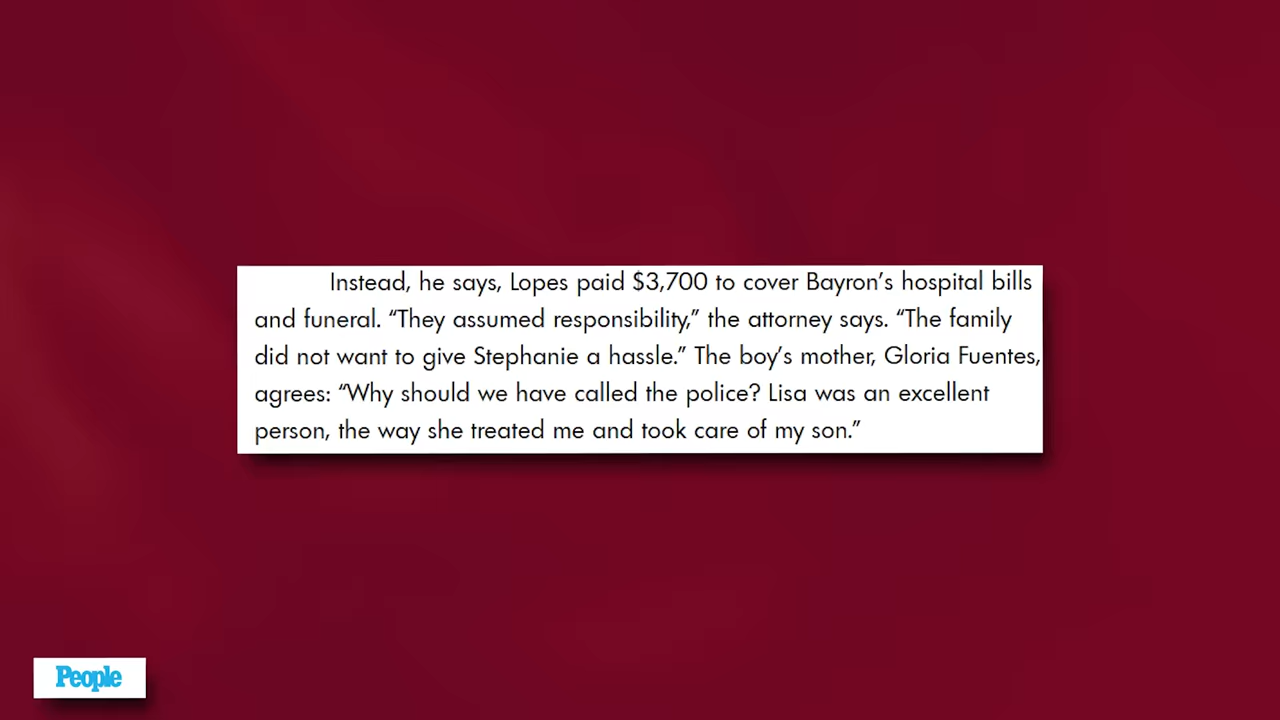 Instead, he says, Lopes paid $3,700 to cover Bayron’s hospital bills
and funeral. “They assumed responsibility,” the attorney says. “The family
did not want to give Stephanie a hassle.” The boy’s mother, Gloria Fuentes,
agrees: “Why should we have called the police? Lisa was an excellent
person, the way she treated me and took care of my son.”
People